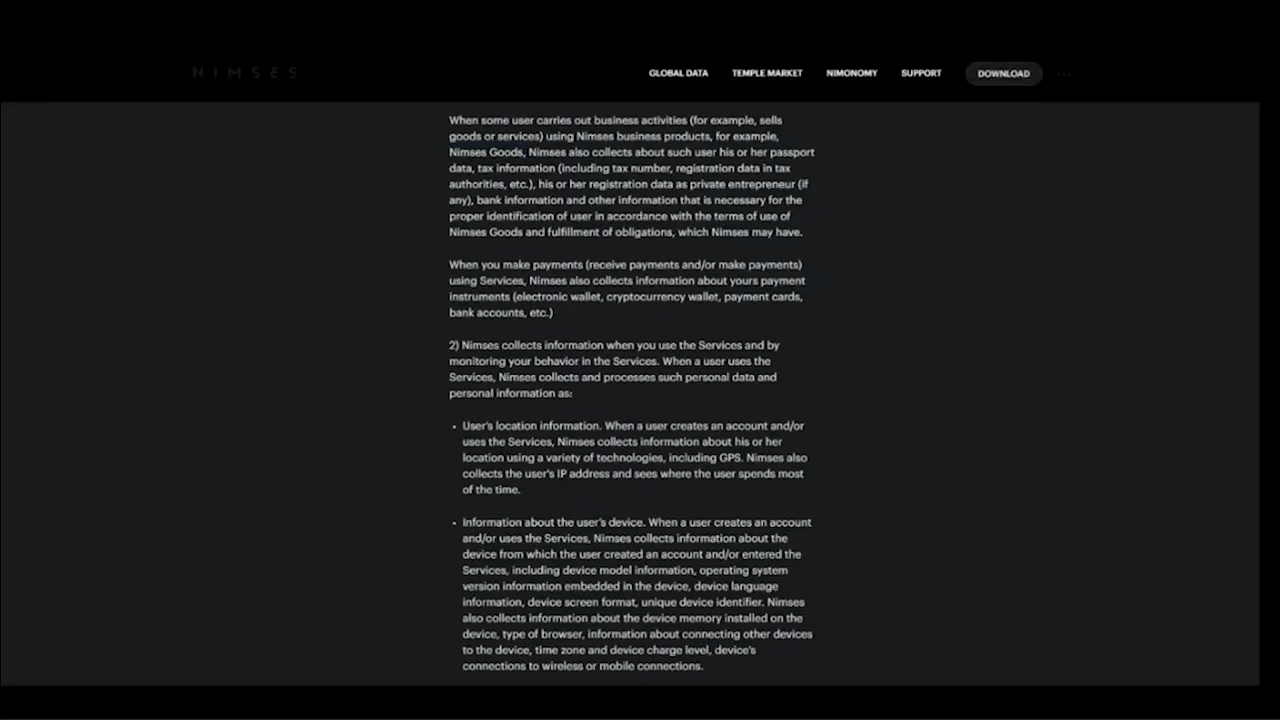 NIMSES
GLOBAL DATA
TEMPLE MARKET
NIMONOMY
SUPPORT
DOWNLOAD
...
When some user carries out business activities (for example, sells
goods or services) using Nimses business products, for example,
Nimses Goods, Nimses also collects about such user his or her passport
data, tax information (including tax number, registration data in tax
authorities, etc.), his or her registration data as private entrepreneur (if
any), bank information and other information that is necessary for the
proper identification of user in accordance with the terms of use of
Nimses Goods and fulfillment of obligations, which Nimses may have.
When you make payments (receive payments and/or make payments)
using Services, Nimses also collects information about yours payment
instruments (electronic wallet, cryptocurrency wallet, payment cards,
bank accounts, etc.)
2) Nimses collects information when you use the Services and by
monitoring your behavior in the Services. When a user uses the
Services, Nimses collects and processes such personal data and
personal information as:
• User's location information. When a user creates an account and/or
uses the Services, Nimses collects information about his or her
location using a variety of technologies, including GPS. Nimses also
collects the user's IP address and sees where the user spends most
of the time.
• Information about the user's device. When a user creates an account
and/or uses the Services, Nimses collects information about the
device from which the user created an account and/or entered the
Services, including device model information, operating system
version information embedded in the device, device language
information, device screen format, unique device identifier. Nimses
also collects information about the device memory installed on the
device, type of browser, information about connecting other devices
to the device, time zone and device charge level, device's
connections to wireless or mobile connections.